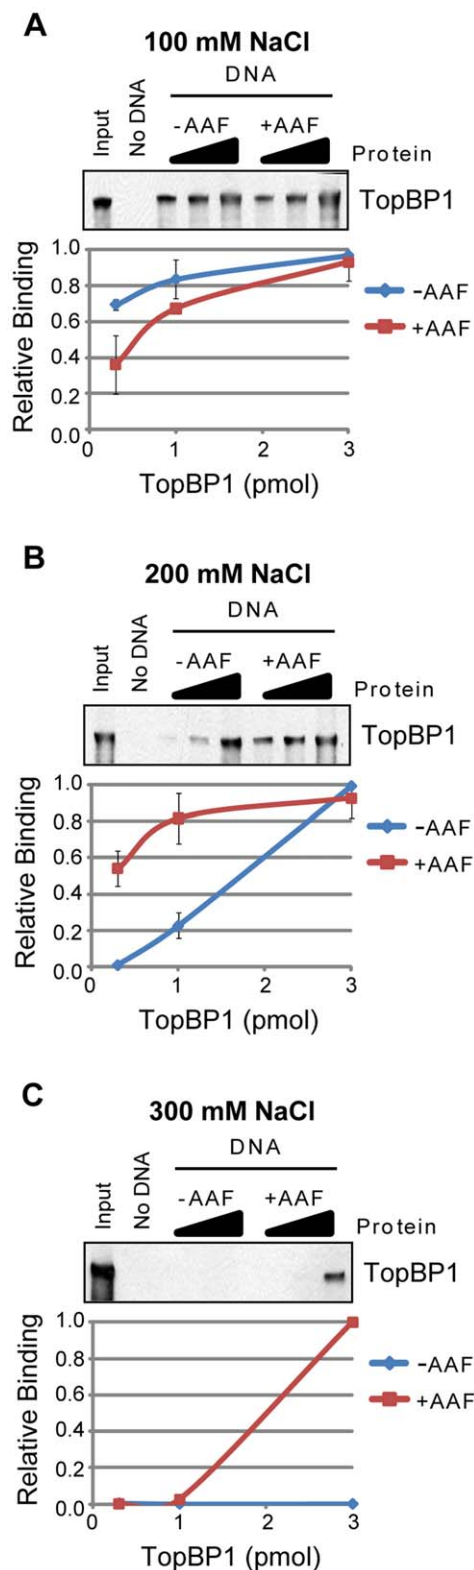 A
100 mM NaCl
DNA
Input
No DNA
-AAF
+AAF
Protein
TopBP1
Relative Binding
1.0
0.8
0.6
0.4
0.2
0.0
0
1
2
3
TopBP1 (pmol)
-AAF
+AAF
B
200 mM NaCl
DNA
Input
No DNA
-AAF
+AAF
Protein
TopBP1
Relative Binding
1.0
0.8
0.6
0.4
0.2
0.0
0
1
2
3
TopBP1 (pmol)
-AAF
+AAF
C
300 mM NaCl
DNA
Input
No DNA
-AAF
+AAF
Protein
TopBP1
Relative Binding
1.0
0.8
0.6
0.4
0.2
0.0
0
1
2
3
TopBP1 (pmol)
-AAF
+AAF